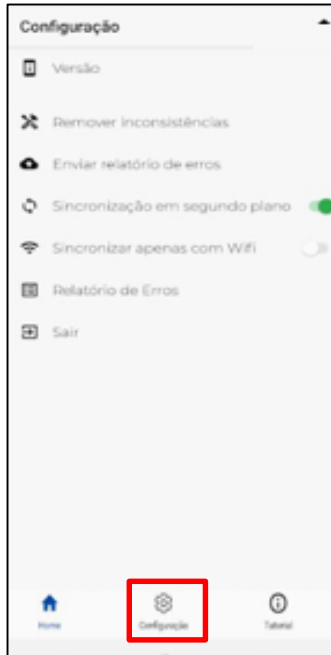 Configuração
Versão
Remover inconsistências
Enviar relatório de erros
Sincronização em segundo plano
Sincronizar apenas com Wifi
Relatório de Erros
Sair
Home
Configuração
Tutorial